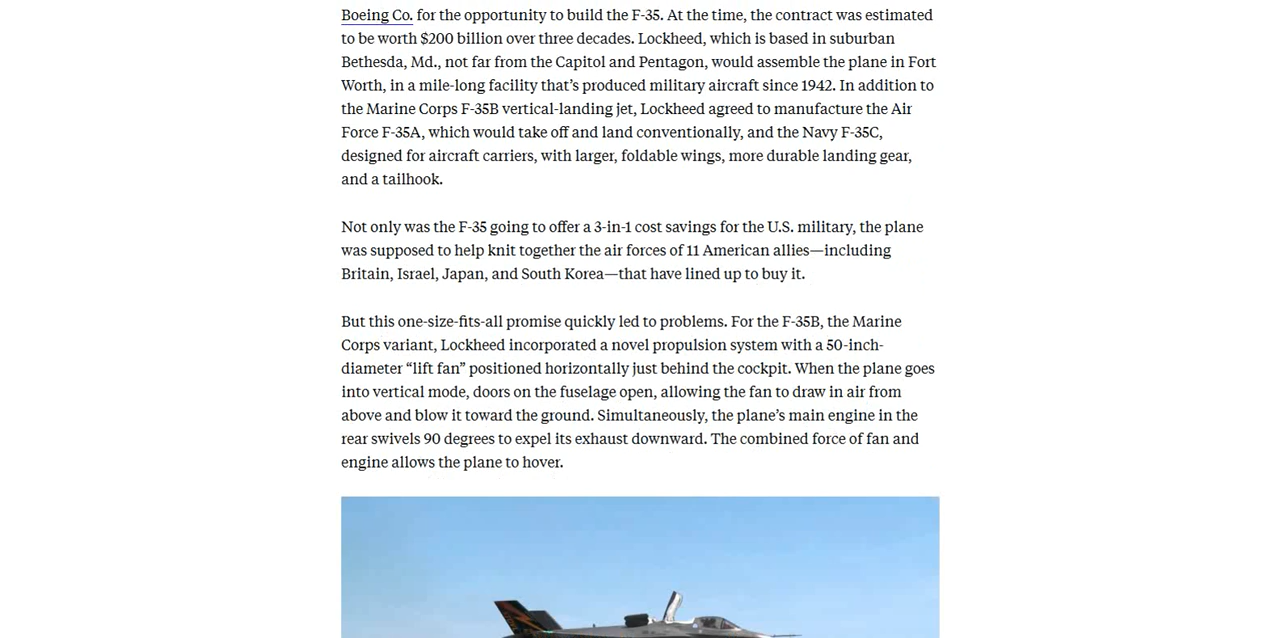 Boeing Co. for the opportunity to build the F-35. At the time, the contract was estimated
to be worth $200 billion over three decades. Lockheed, which is based in suburban
Bethesda, Md., not far from the Capitol and Pentagon, would assemble the plane in Fort
Worth, in a mile-long facility that’s produced military aircraft since 1942. In addition to
the Marine Corps F-35B vertical-landing jet, Lockheed agreed to manufacture the Air
Force F-35A, which would take off and land conventionally, and the Navy F-35C,
designed for aircraft carriers, with larger, foldable wings, more durable landing gear,
and a tailhook.
Not only was the F-35 going to offer a 3-in-1 cost savings for the U.S. military, the plane
was supposed to help knit together the air forces of 11 American allies—including
Britain, Israel, Japan, and South Korea—that have lined up to buy it.
But this one-size-fits-all promise quickly led to problems. For the F-35B, the Marine
Corps variant, Lockheed incorporated a novel propulsion system with a 50-inch-
diameter “lift fan” positioned horizontally just behind the cockpit. When the plane goes
into vertical mode, doors on the fuselage open, allowing the fan to draw in air from
above and blow it toward the ground. Simultaneously, the plane’s main engine in the
rear swivels 90 degrees to expel its exhaust downward. The combined force of fan and
engine allows the plane to hover.